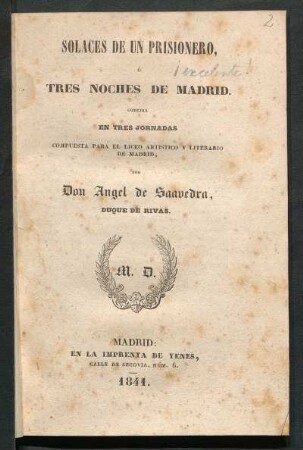 2
SOLACES DE UN PRISIONERO,
Ó
¡excelente!
TRES NOCHES DE MADRID.
COMEDIA
EN TRES JORNADAS
COMPUESTA PARA EL LICEO ARTISTICO Y LITERARIO
DE MADRID,
POR
Don Angel de Saavedra,
DUQUE DE RIVAS.
M. D.
MADRID:
EN LA IMPRENTA DE YENES,
CALLE DE SEGOVIA, NÚM. 6.
1841.